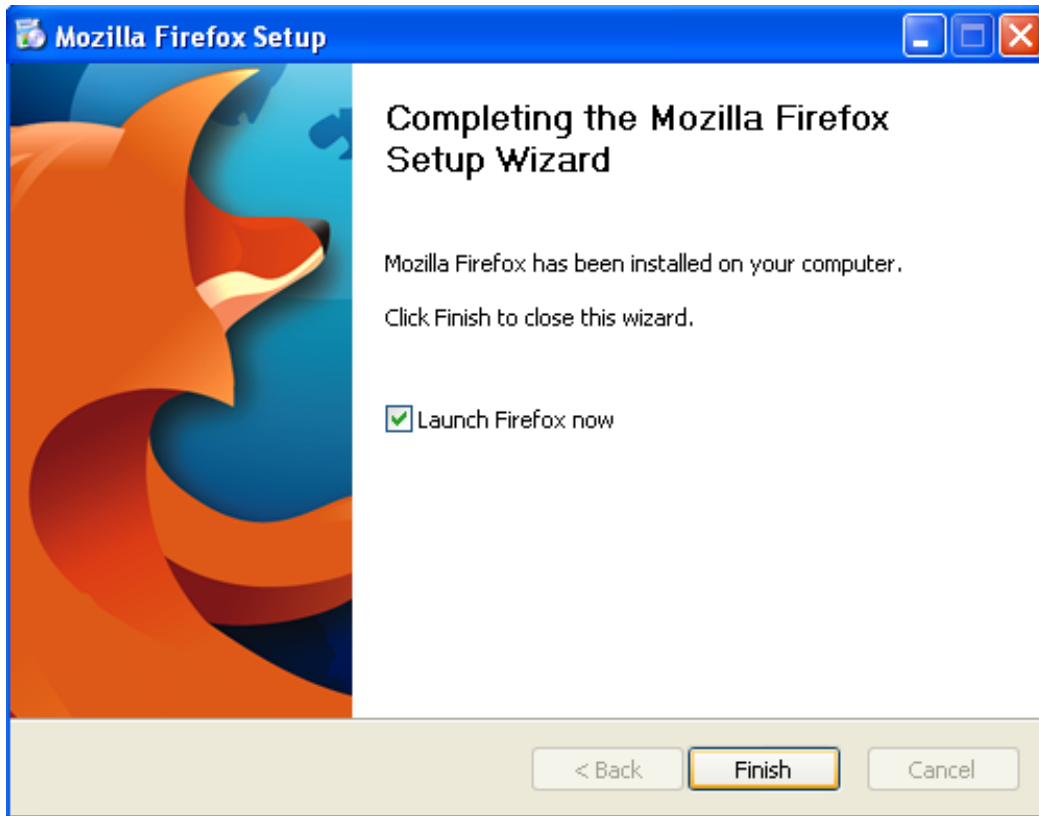 Mozilla Firefox Setup
Completing the Mozilla Firefox
Setup Wizard
Mozilla Firefox has been installed on your computer.
Click Finish to close this wizard.
Launch Firefox now
< Back
Finish
Cancel